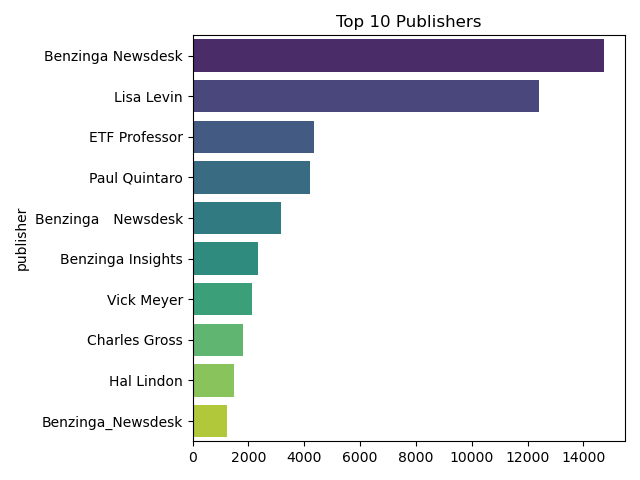 Top 10 Publishers
Benzinga Newsdesk
Lisa Levin
ETF Professor
Paul Quintaro
Benzinga   Newsdesk
Benzinga Insights
Vick Meyer
Charles Gross
Hal Lindon
Benzinga_Newsdesk
publisher
0 2000 4000 6000 8000 10000 12000 14000